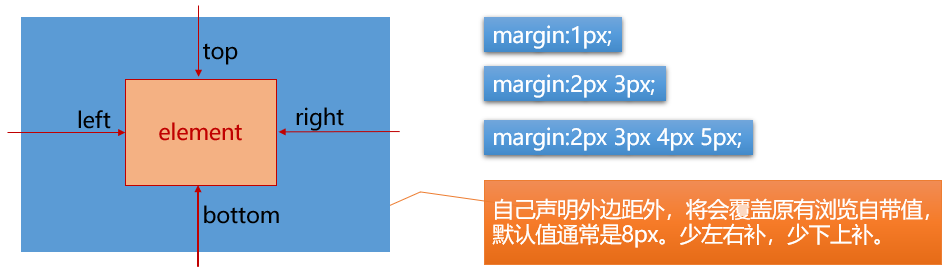 top
left
element
right
bottom
margin:1px;
margin:2px 3px;
margin:2px 3px 4px 5px;
自己声明外边距外，将会覆盖原有浏览自带值，
默认值通常是8px。少左右补，少下上补。